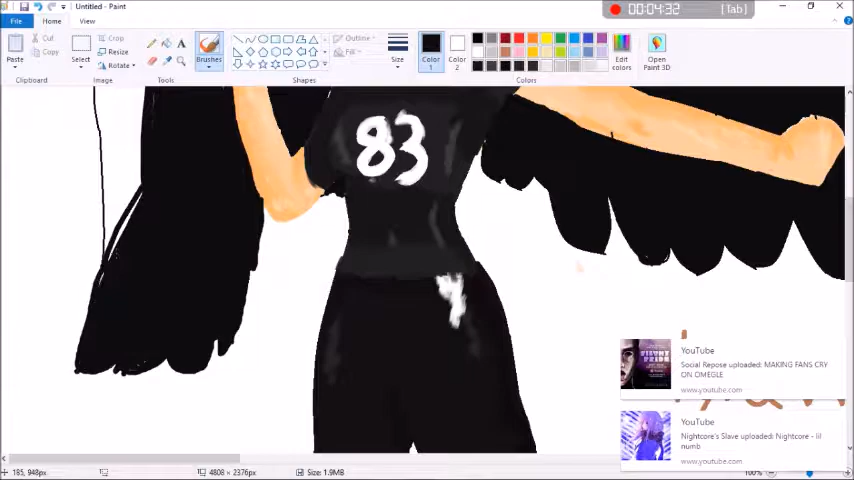 Untitled - Paint
00:04:32 [Tab]
File Home View
Paste
Cut
Copy
Clipboard
Select
Crop
Resize
Rotate
Image
A
Tools
Brushes
Outline
Fill
Shapes
Size
Color 1
Color 2
Colors
Edit colors
Open Paint 3D
83
YouTube
Social Repose uploaded: MAKING FANS CRY
ON OMEGLE
www.youtube.com
FILTHY
PRIDE
YouTube
Nightcore's Slave uploaded: Nightcore - lil
numb
www.youtube.com
185, 948px
4808 × 2376px
Size: 1.9MB
100%